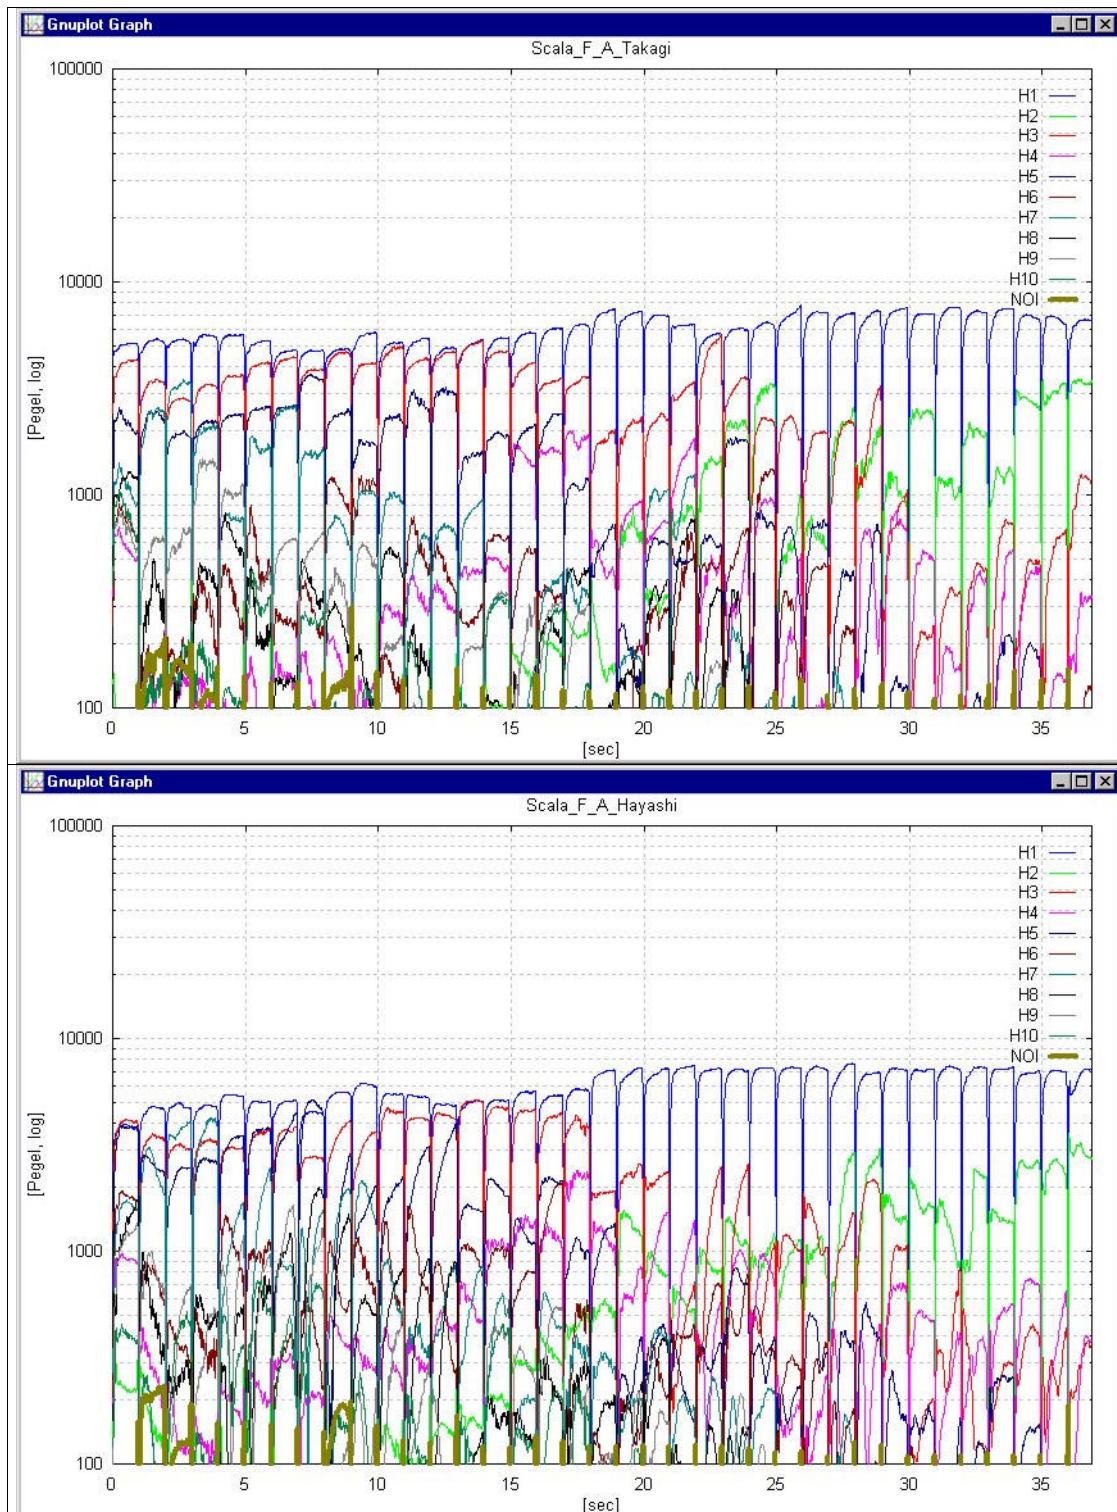 Gnuplot Graph
Scala_F_A_Takagi
100000
10000
1000
100
[Pegel, log]
H1
H2
H3
H4
H5
H6
H7
H8
H9
H10
NOI
0 5 10 15 20 25 30 35
[sec]
Gnuplot Graph
Scala_F_A_Hayashi
100000
10000
1000
100
[Pegel, log]
H1
H2
H3
H4
H5
H6
H7
H8
H9
H10
NOI
0 5 10 15 20 25 30 35
[sec]